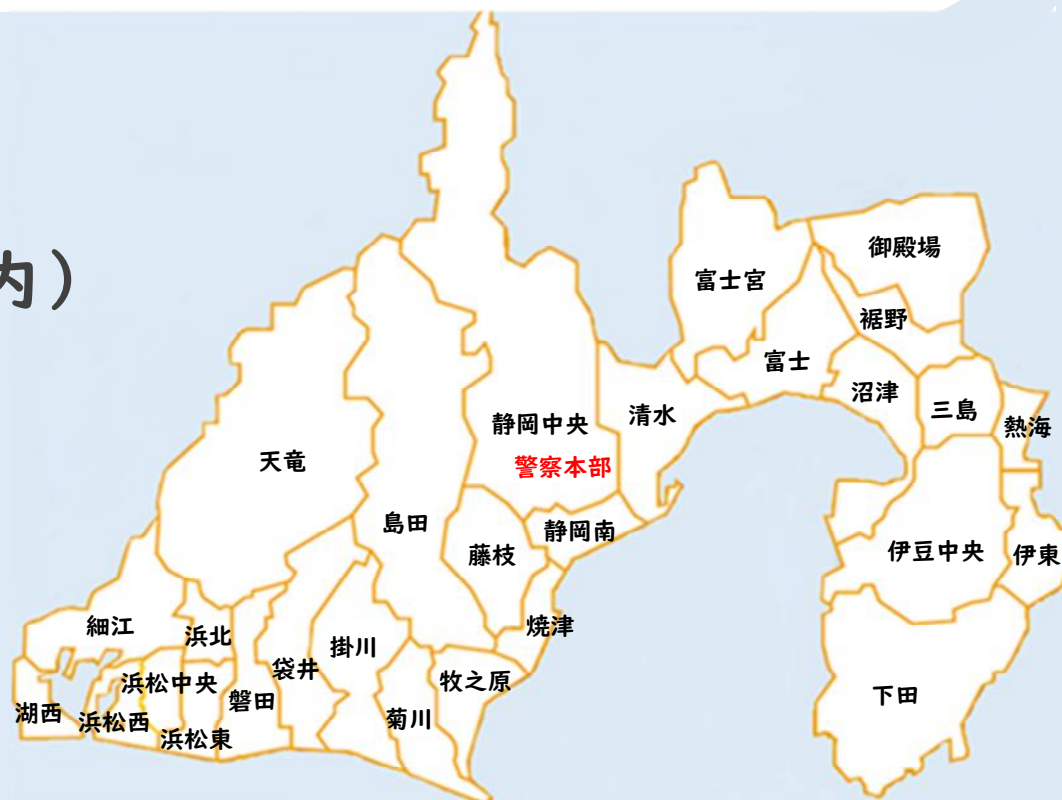 内）
御殿場
富士宮
裾野
富士
沼津
三島
熱海
清水
静岡中央
警察本部
天竜
島田
静岡南
藤枝
伊豆中央
伊東
細江
浜北
焼津
掛川
袋井
牧之原
浜松中央
磐田
下田
湖西
浜松西
菊川
浜松東